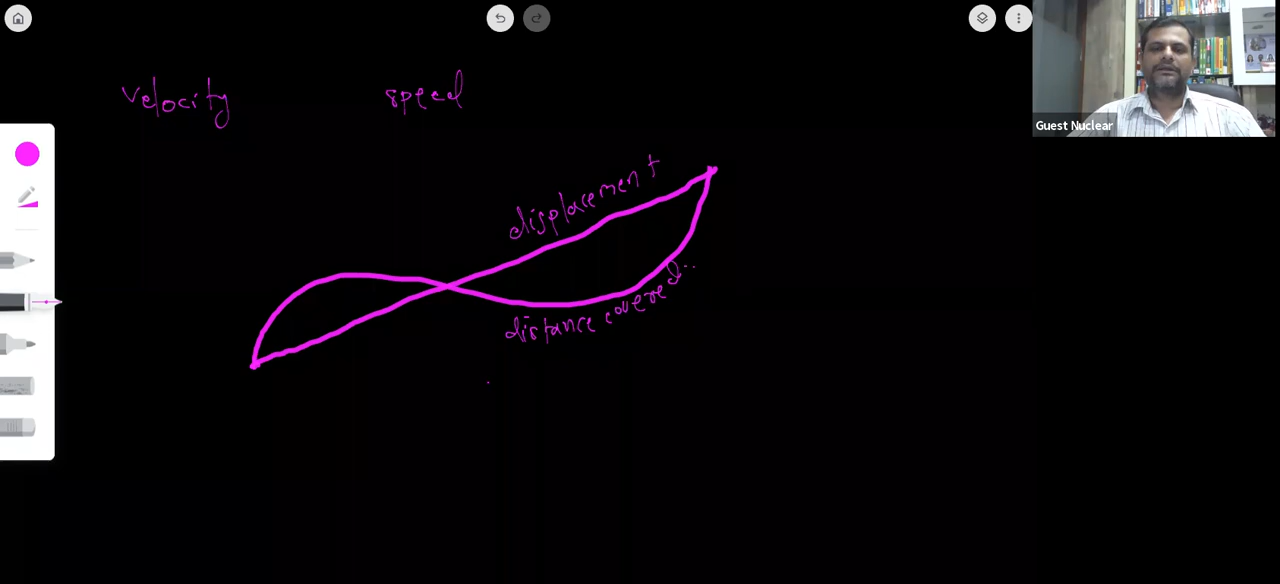 velocity speed
displacement
distance covered..
Guest Nuclear